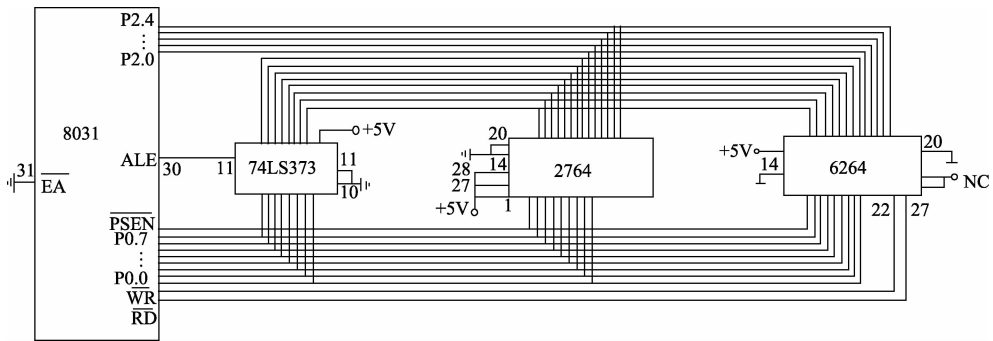 P2.4
⋮
P2.0
8031
+5V
20
+5V
20
ALE
11
74LS373
11
28
14
2764
14
6264
31
30
10
27
NC
EA
+5V
1
22
27
PSEN
P0.7
⋮
P0.0
WR
RD